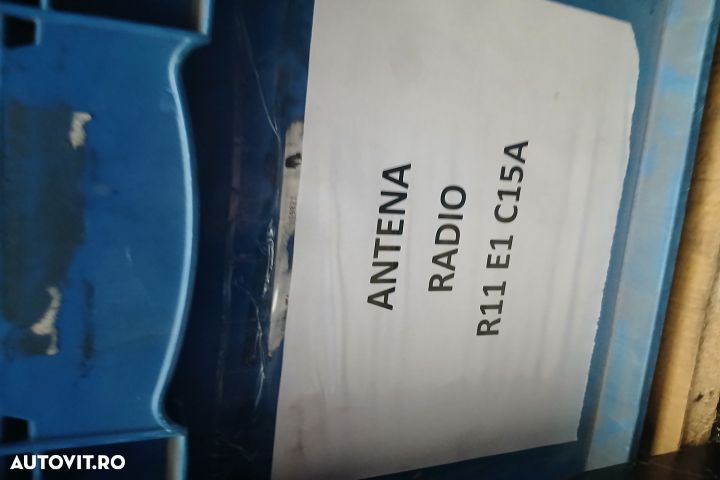 ANTENA
RADIO
R11 E1 C15A
AUTOVIT.RO